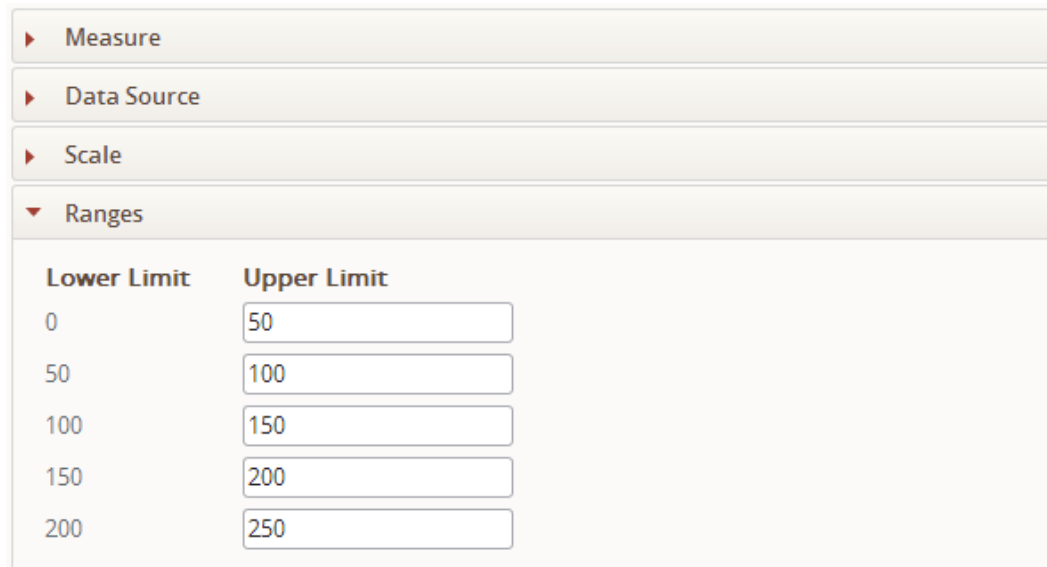 Measure
Data Source
Scale
Ranges
Lower Limit Upper Limit
0 50
50 100
100 150
150 200
200 250